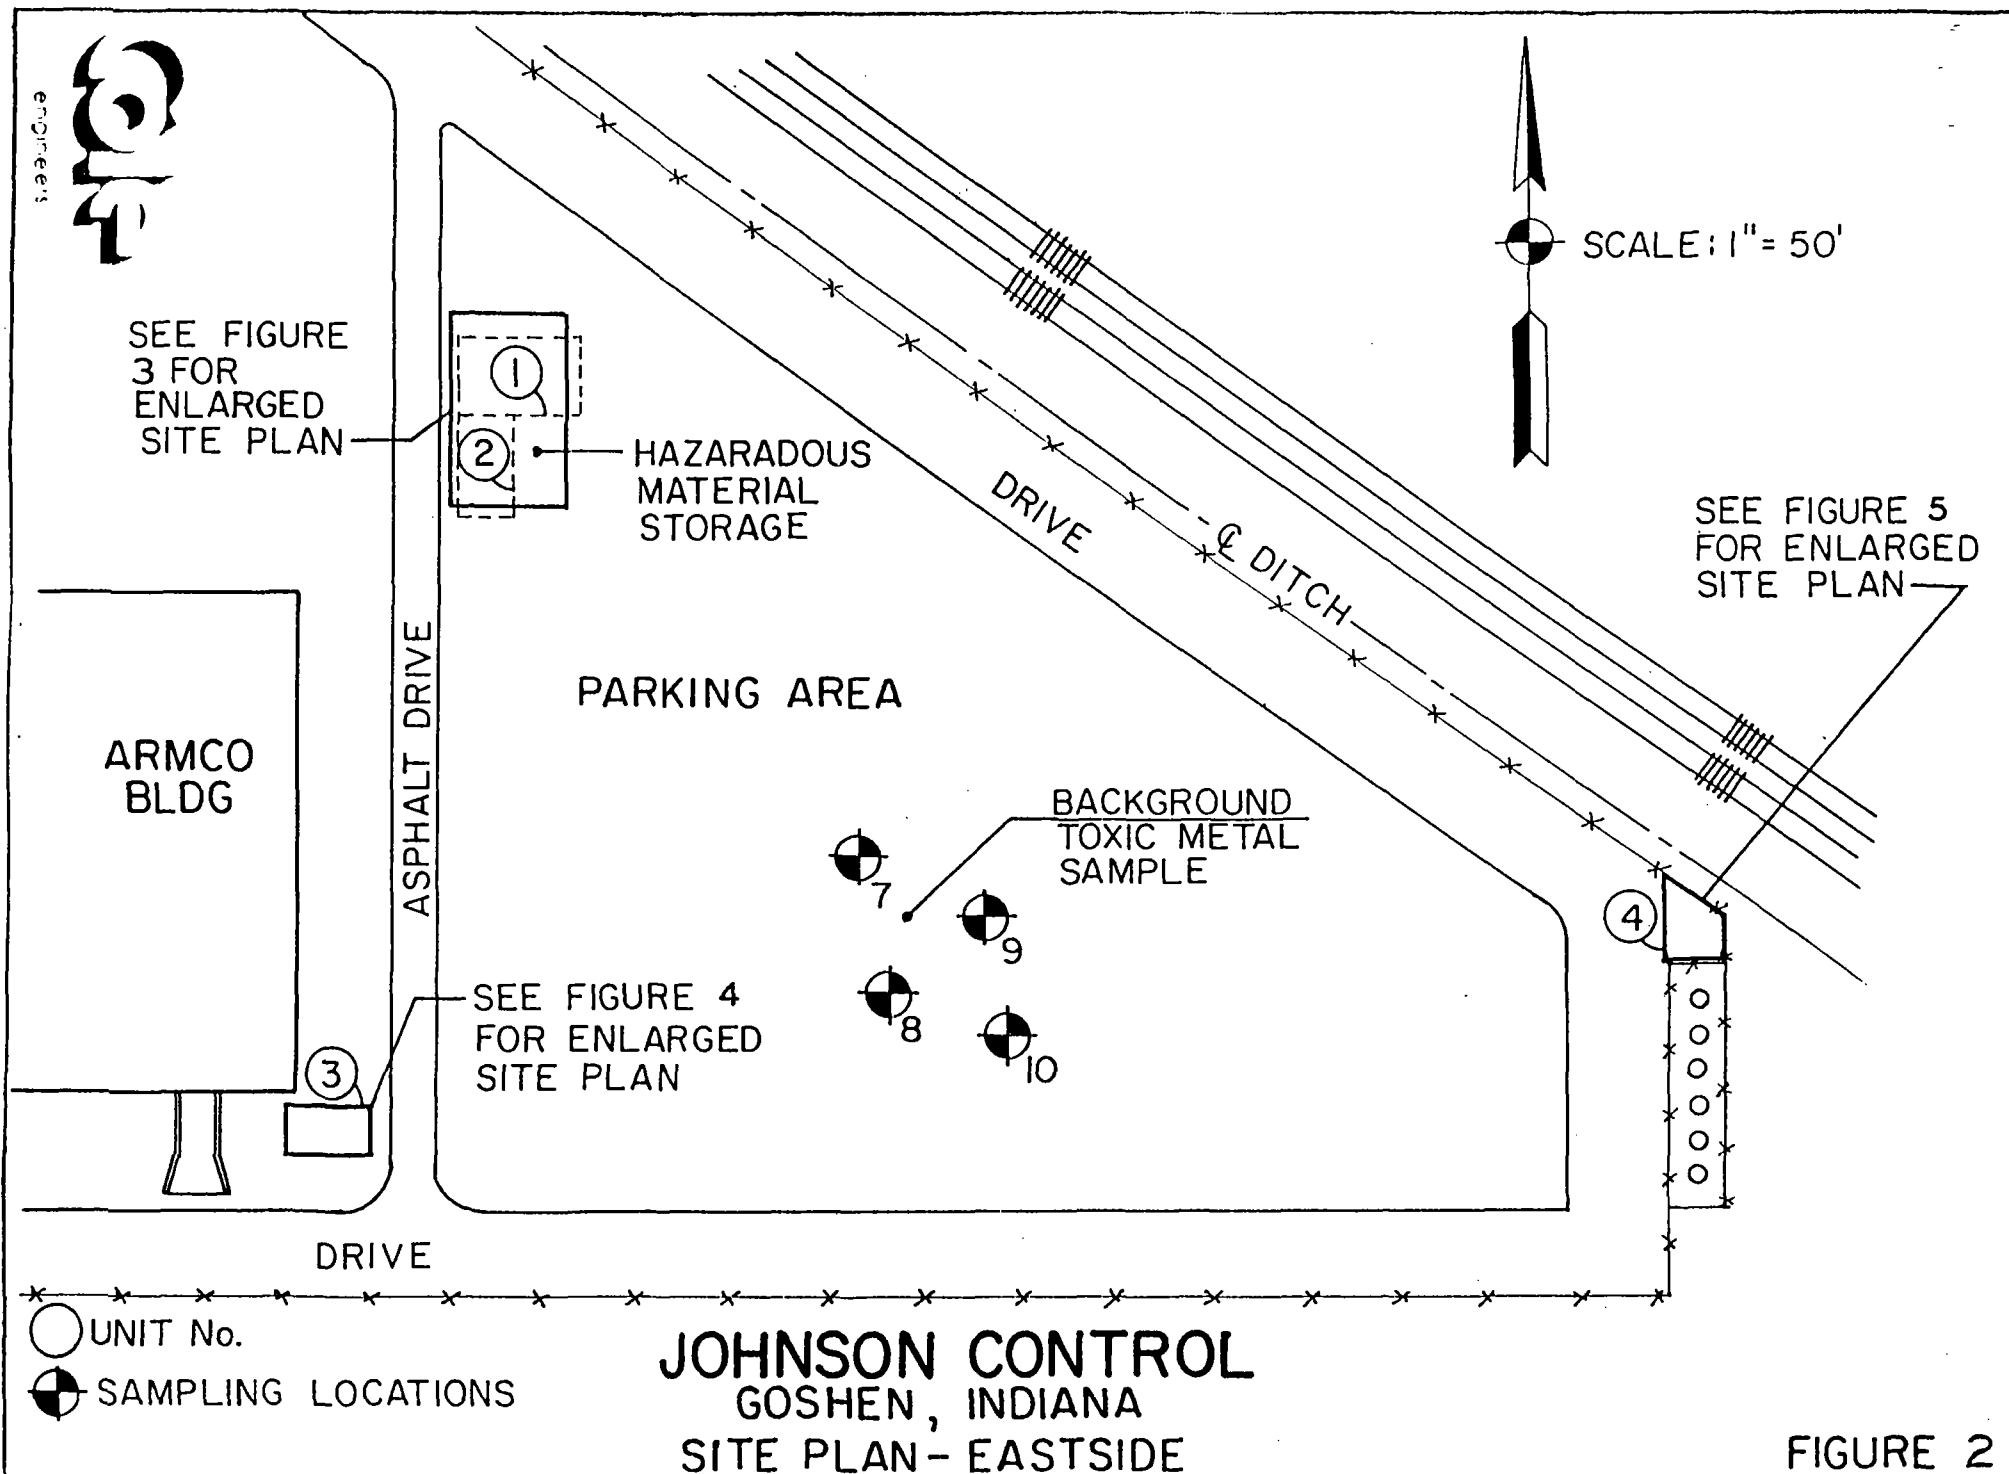 Colt
engineers
SCALE: 1"= 50'
SEE FIGURE
3 FOR
ENLARGED
SITE PLAN
1
2
HAZARADOUS
MATERIAL
STORAGE
DRIVE
℄ DITCH
SEE FIGURE 5
FOR ENLARGED
SITE PLAN
ASPHALT DRIVE
PARKING AREA
ARMCO
BLDG
BACKGROUND
TOXIC METAL
SAMPLE
7
9
8
10
4
SEE FIGURE 4
FOR ENLARGED
SITE PLAN
3
DRIVE
UNIT No.
SAMPLING LOCATIONS
JOHNSON CONTROL
GOSHEN, INDIANA
SITE PLAN - EASTSIDE
FIGURE 2